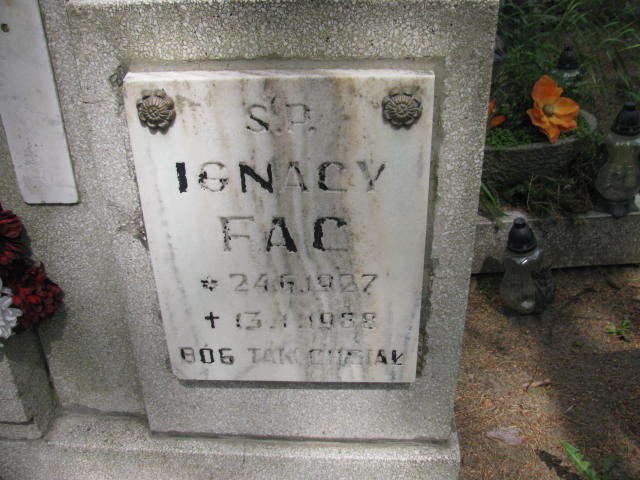 S.P.
IGNACY
FAC
* 24.6.1927
✝ 13.1.1988
BÓG TAK CHCIAŁ